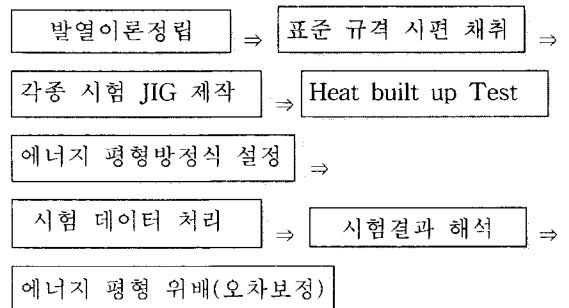 발열이론정립 ⇒ 표준 규격 시편 채취 ⇒
각종 시험 JIG 제작 ⇒ Heat built up Test
에너지 평형방정식 설정 ⇒
시험 데이터 처리 ⇒ 시험결과 해석 ⇒
에너지 평형 위배(오차보정)